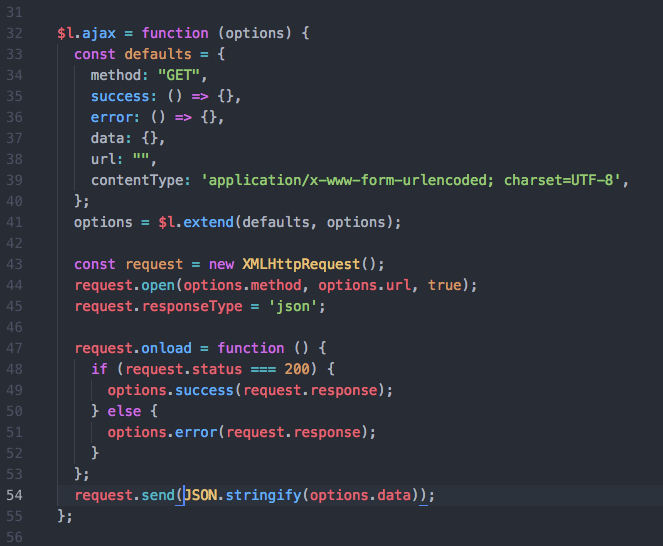 31
32 $l.ajax = function (options) {
33 const defaults = {
34 method: "GET",
35 success: () => {},
36 error: () => {},
37 data: {},
38 url: "",
39 contentType: 'application/x-www-form-urlencoded; charset=UTF-8',
40 };
41 options = $l.extend(defaults, options);
42
43 const request = new XMLHttpRequest();
44 request.open(options.method, options.url, true);
45 request.responseType = 'json';
46
47 request.onload = function () {
48 if (request.status === 200) {
49 options.success(request.response);
50 } else {
51 options.error(request.response);
52 }
53 };
54 request.send(JSON.stringify(options.data));
55 };
56